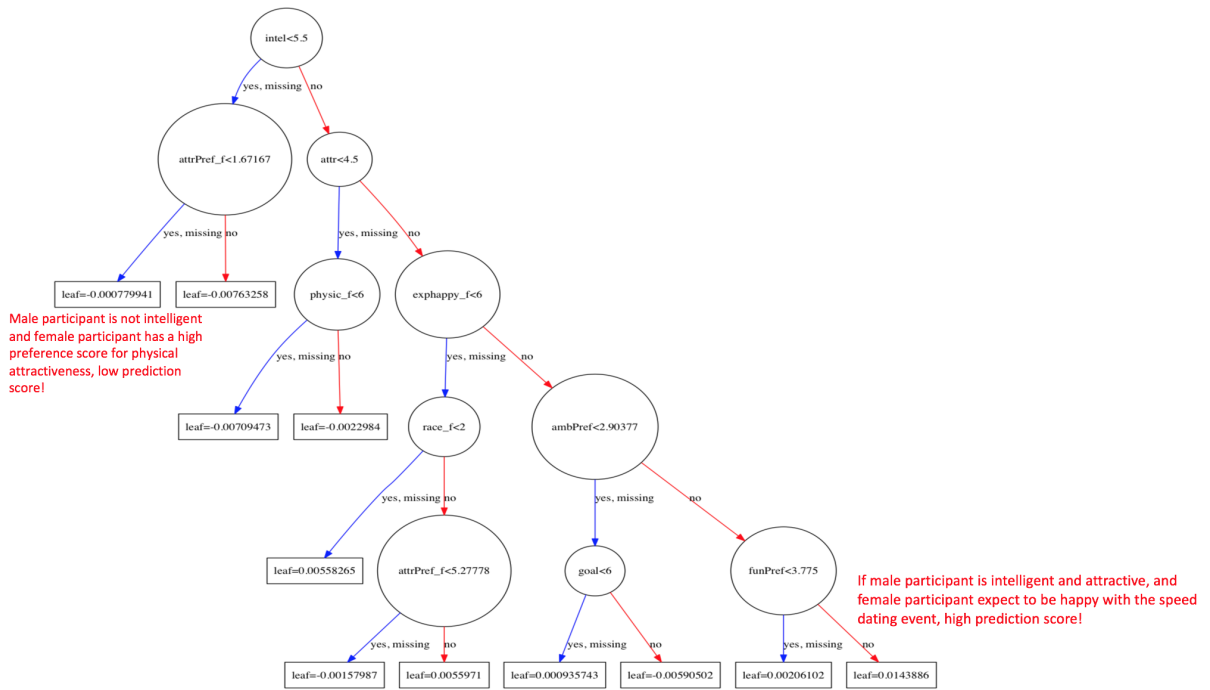 intel<5.5
yes, missing no
attrPref_f<1.67167
attr<4.5
yes, missing no
yes, missing no
leaf=-0.000779941
leaf=-0.00763258
physic_f<6
exphappy_f<6
Male participant is not intelligent
and female participant has a high
preference score for physical
attractiveness, low prediction
score!
yes, missing no
yes, missing no
leaf=-0.00709473
leaf=-0.0022984
race_f<2
ambPref<2.90377
yes, missing no
yes, missing no
leaf=0.00558265
attrPref_f<5.27778
goal<6
funPref<3.775
If male participant is intelligent and attractive, and
female participant expect to be happy with the speed
dating event, high prediction score!
yes, missing no
yes, missing no
yes, missing no
leaf=-0.00157987
leaf=0.0055971
leaf=0.000935743
leaf=-0.00590502
leaf=0.00206102
leaf=0.0143886